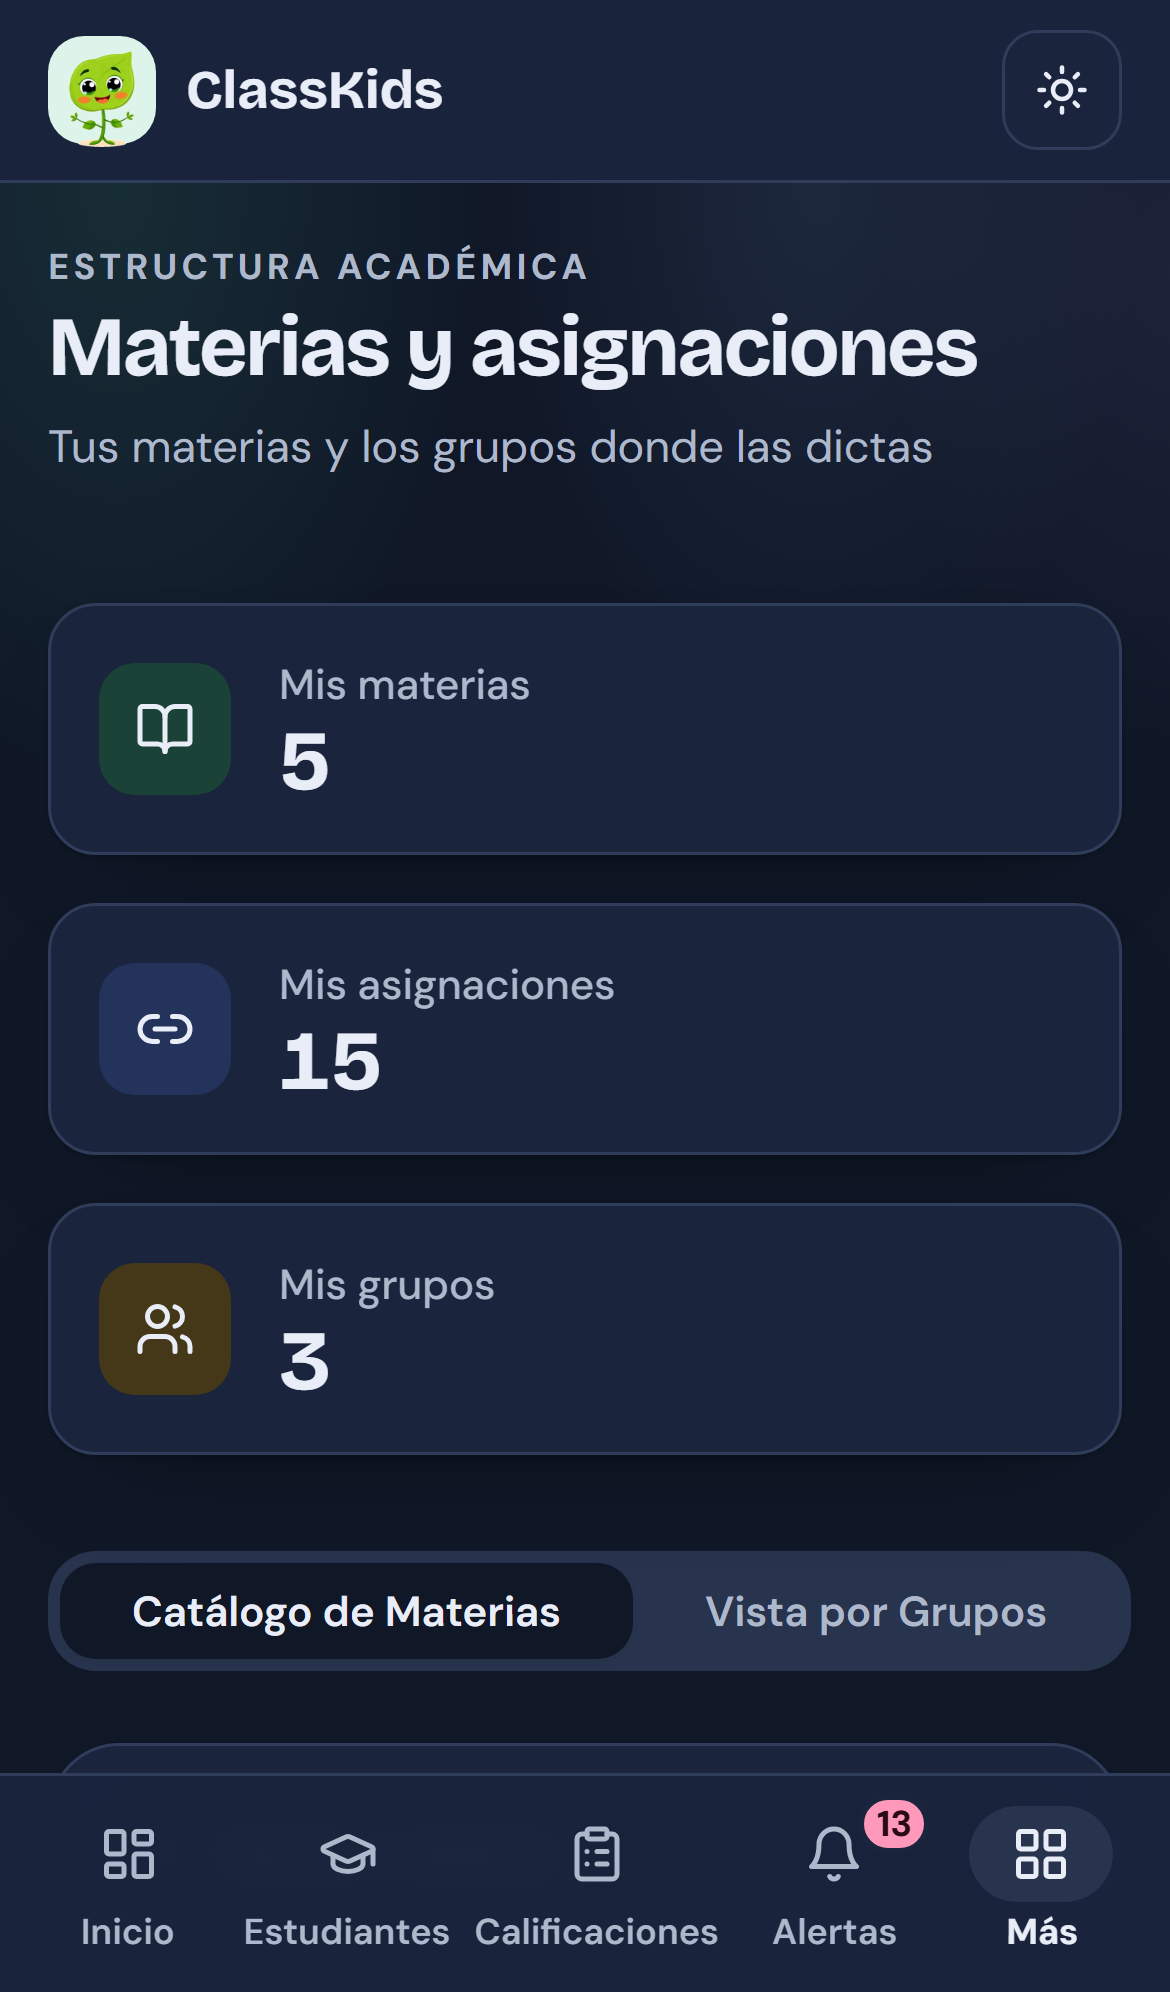 ClassKids
ESTRUCTURA ACADÉMICA
Materias y asignaciones
Tus materias y los grupos donde las dictas
Mis materias
5
Mis asignaciones
15
Mis grupos
3
Catálogo de Materias
Vista por Grupos
13
Inicio
Estudiantes
Calificaciones
Alertas
Más